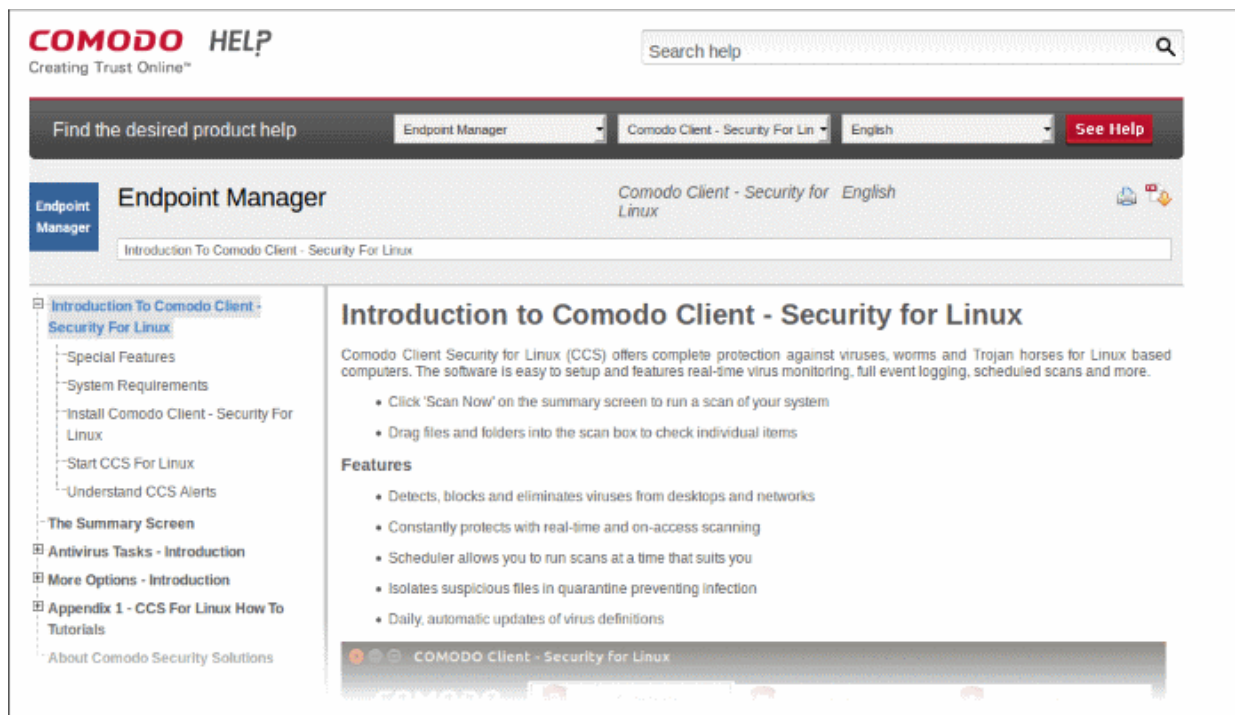 COMODO HELP
Creating Trust Online™
Search help
Find the desired product help
Endpoint Manager
Comodo Client - Security For Lin
English
See Help
Endpoint Manager
Endpoint Manager
Comodo Client - Security for Linux
English
Introduction To Comodo Client - Security For Linux
Introduction To Comodo Client -
Security For Linux
Special Features
System Requirements
Install Comodo Client - Security For
Linux
Start CCS For Linux
Understand CCS Alerts
The Summary Screen
Antivirus Tasks - Introduction
More Options - Introduction
Appendix 1 - CCS For Linux How To
Tutorials
About Comodo Security Solutions
Introduction to Comodo Client - Security for Linux
Comodo Client Security for Linux (CCS) offers complete protection against viruses, worms and Trojan horses for Linux based
computers. The software is easy to setup and features real-time virus monitoring, full event logging, scheduled scans and more.
• Click 'Scan Now' on the summary screen to run a scan of your system
• Drag files and folders into the scan box to check individual items
Features
• Detects, blocks and eliminates viruses from desktops and networks
• Constantly protects with real-time and on-access scanning
• Scheduler allows you to run scans at a time that suits you
• Isolates suspicious files in quarantine preventing infection
• Daily, automatic updates of virus definitions
COMODO Client - Security for Linux
COMODO